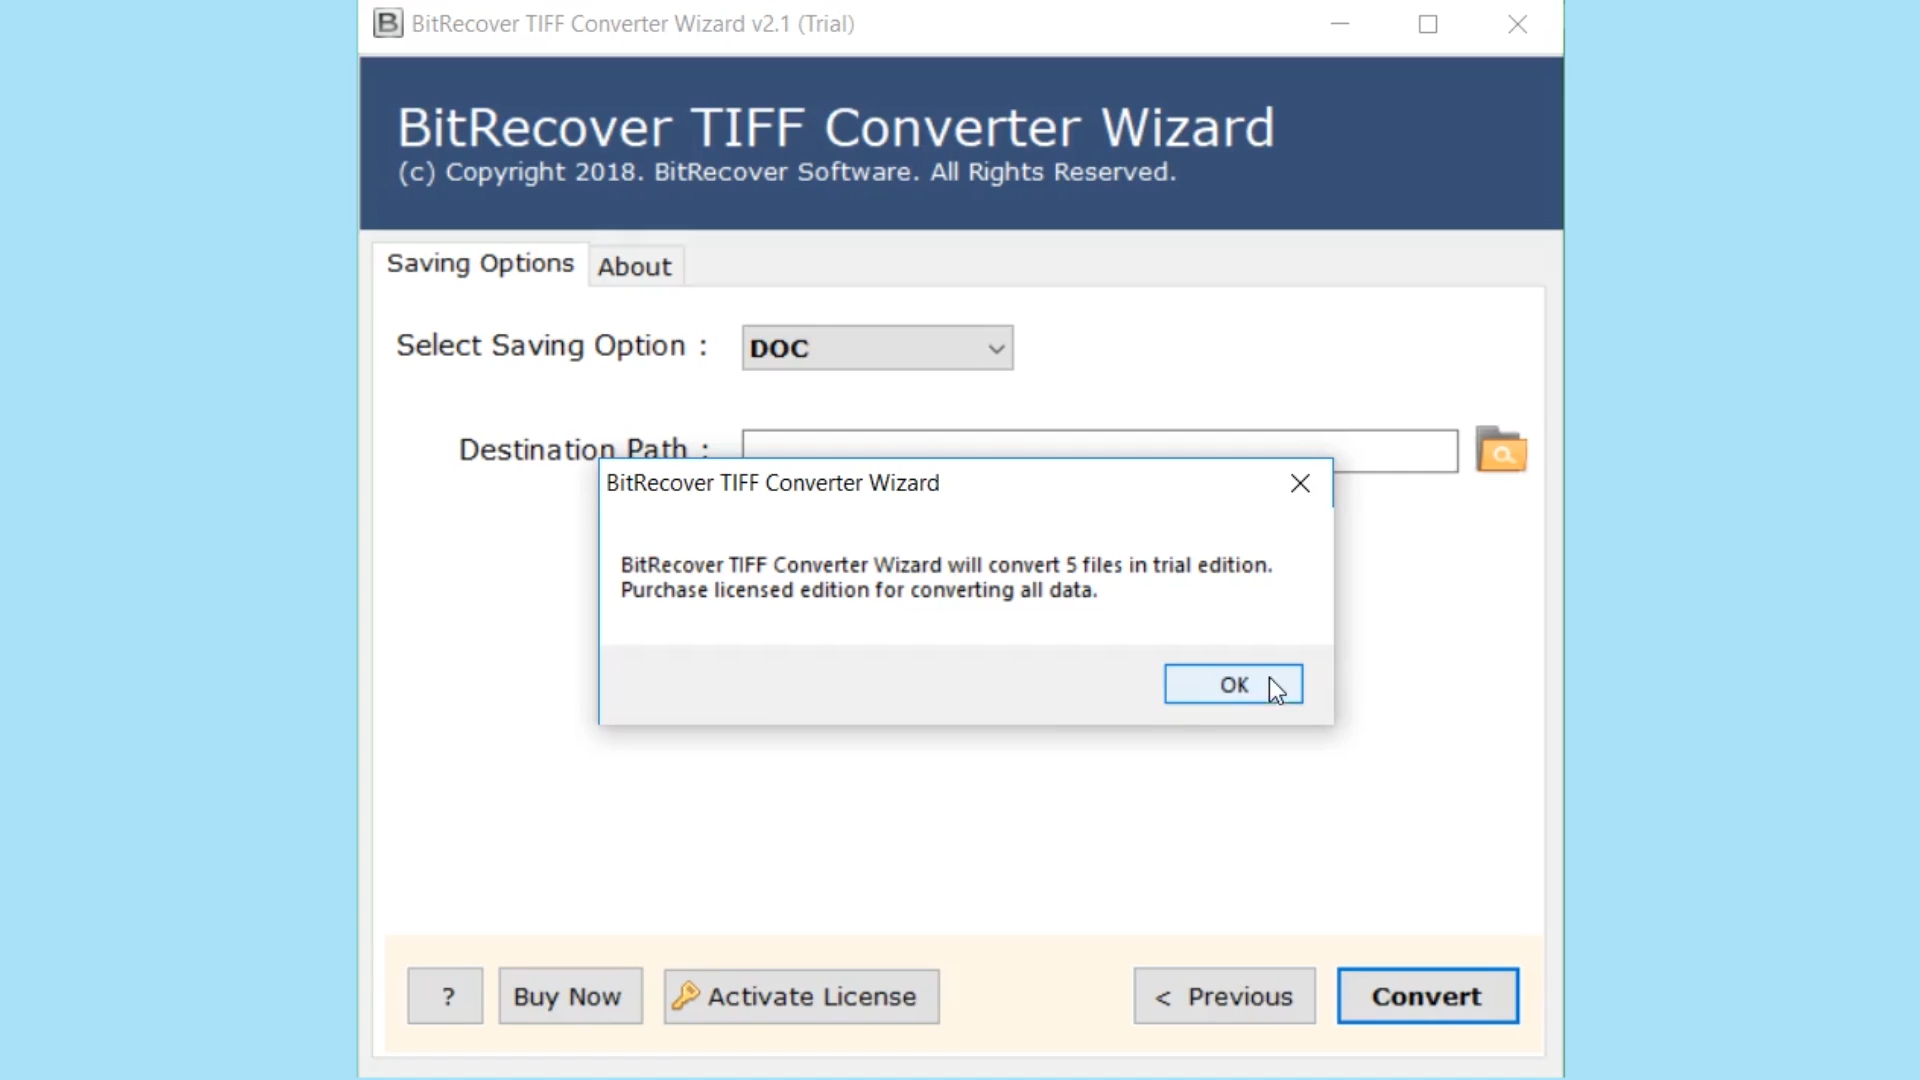 BitRecover TIFF Converter Wizard v2.1 (Trial)
BitRecover TIFF Converter Wizard
(c) Copyright 2018. BitRecover Software. All Rights Reserved.
Saving Options About
Select Saving Option : DOC
Destination Path :
BitRecover TIFF Converter Wizard
BitRecover TIFF Converter Wizard will convert 5 files in trial edition.
Purchase licensed edition for converting all data.
OK
? Buy Now Activate License < Previous Convert